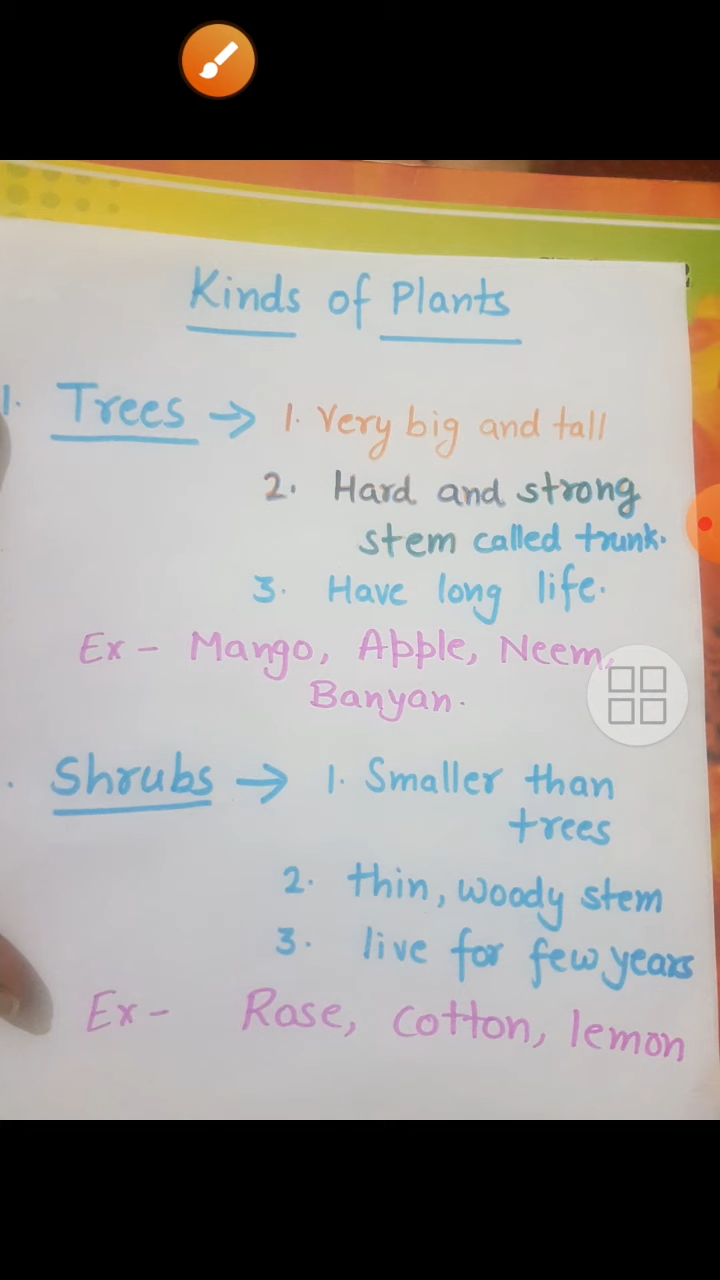 Kinds of Plants
1. Trees → 1. Very big and tall
2. Hard and strong
stem called trunk.
3. Have long life.
Ex - Mango, Apple, Neem,
Banyan.
. Shrubs → 1. Smaller than
trees
2. thin, woody stem
3. live for few years
Ex - Rose, cotton, lemon